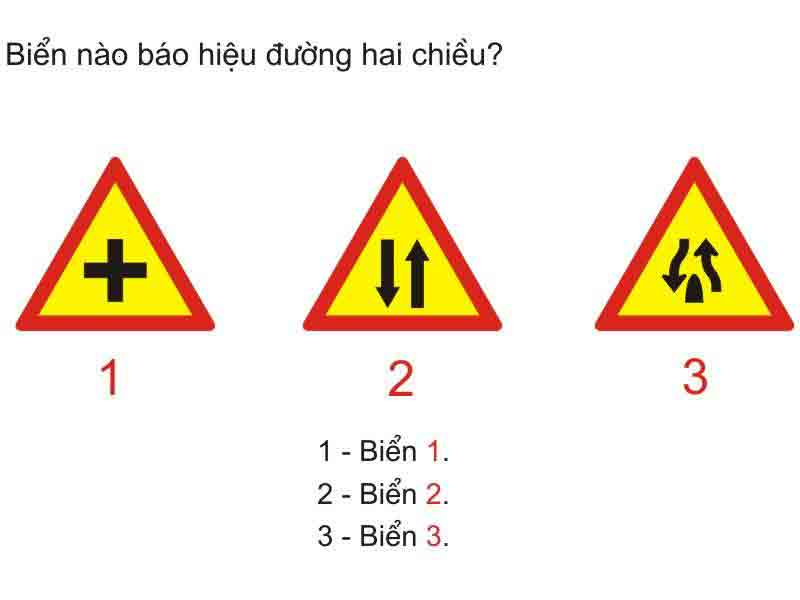 Biển nào báo hiệu đường hai chiều?
1 2 3
1 - Biển 1.
2 - Biển 2.
3 - Biển 3.